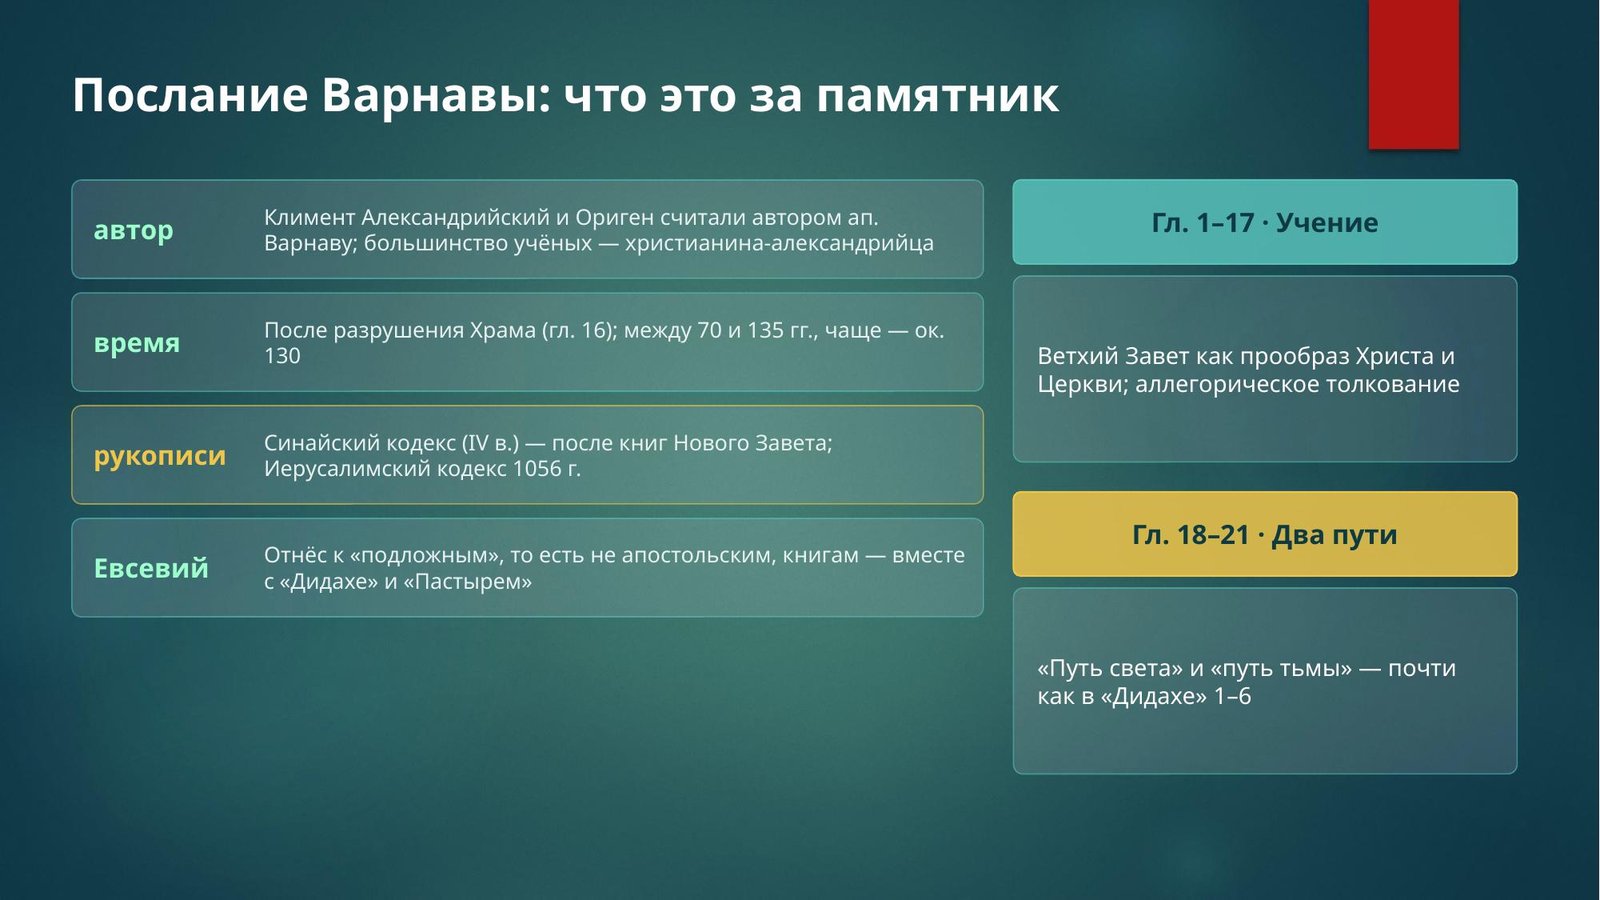 Послание Варнавы: что это за памятник
автор
Климент Александрийский и Ориген считали автором ап.
Варнаву; большинство учёных — христианина-александрийца
время
После разрушения Храма (гл. 16); между 70 и 135 гг., чаще — ок.
130
рукописи
Синайский кодекс (IV в.) — после книг Нового Завета;
Иерусалимский кодекс 1056 г.
Евсевий
Отнёс к «подложным», то есть не апостольским, книгам — вместе
с «Дидахе» и «Пастырем»
Гл. 1–17 · Учение
Ветхий Завет как прообраз Христа и
Церкви; аллегорическое толкование
Гл. 18–21 · Два пути
«Путь света» и «путь тьмы» — почти
как в «Дидахе» 1–6